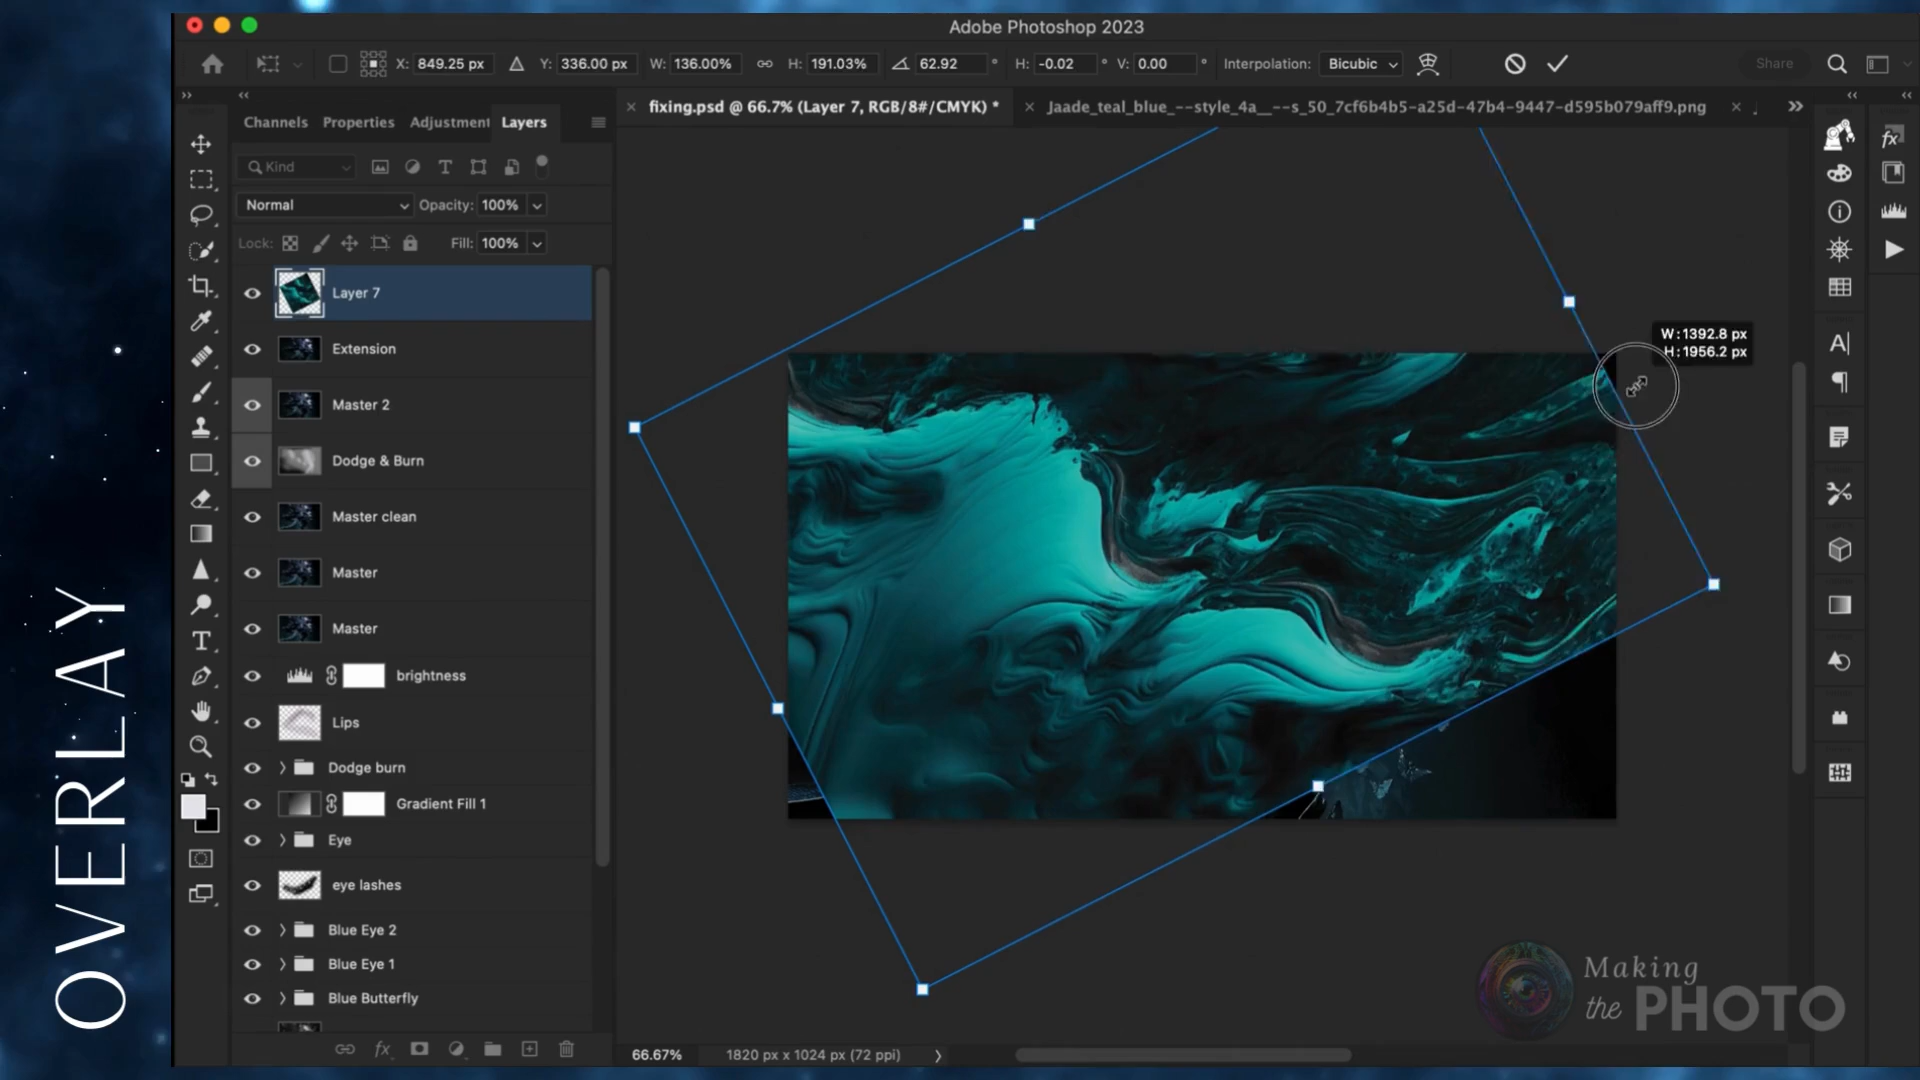 OVERLAY
Adobe Photoshop 2023
X: 849.25 px Y: 336.00 px W: 136.00% H: 191.03% 62.92 ° H: -0.02 ° V: 0.00 ° Interpolation: Bicubic Share
fixing.psd @ 66.7% (Layer 7, RGB/8#/CMYK) *
Jaade_teal_blue_--style_4a__--s_50_7cf6b4b5-a25d-47b4-9447-d595b079aff9.png
Channels Properties Adjustment Layers
Kind
Normal Opacity: 100%
Lock: Fill: 100%
Layer 7
Extension
Master 2
Dodge & Burn
Master clean
Master
Master
brightness
Lips
Dodge burn
Gradient Fill 1
Eye
eye lashes
Blue Eye 2
Blue Eye 1
Blue Butterfly
fx
W: 1392.8 px
H: 1956.2 px
fx
A|
66.67% 1820 px x 1024 px (72 ppi)
Making
the PHOTO